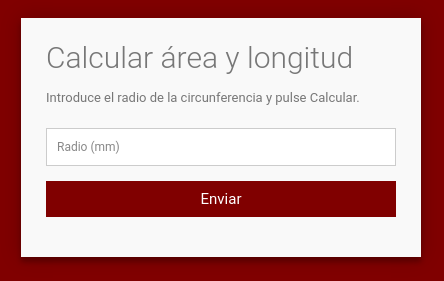 Calcular área y longitud
Introduce el radio de la circunferencia y pulse Calcular.
Radio (mm)
Enviar